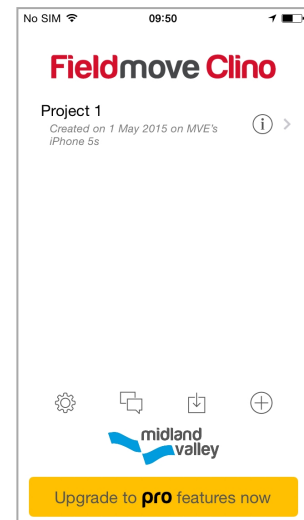 No SIM 09:50
Fieldmove Clino
Project 1
Created on 1 May 2015 on MVE's
iPhone 5s
i
midland
valley
Upgrade to pro features now